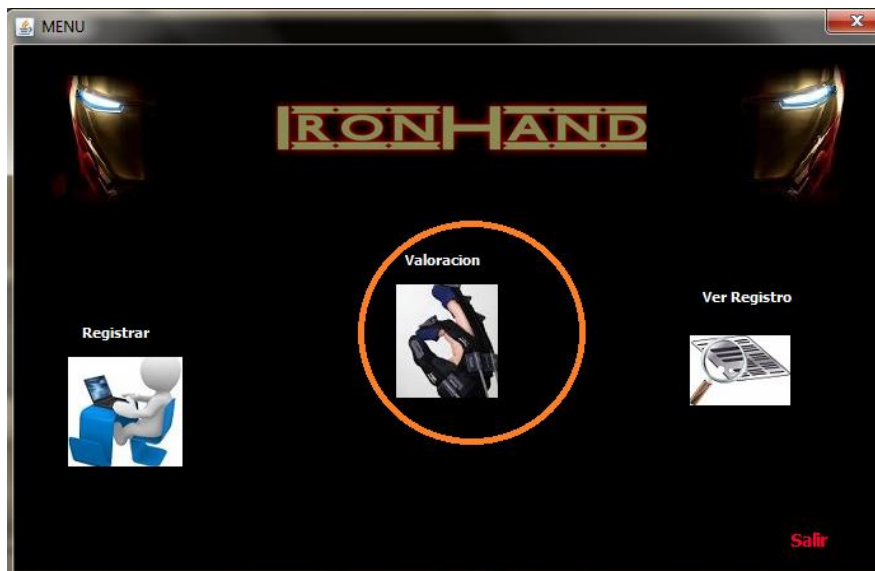 MENU
IRONHAND
Valoracion
Ver Registro
Registrar
Salir